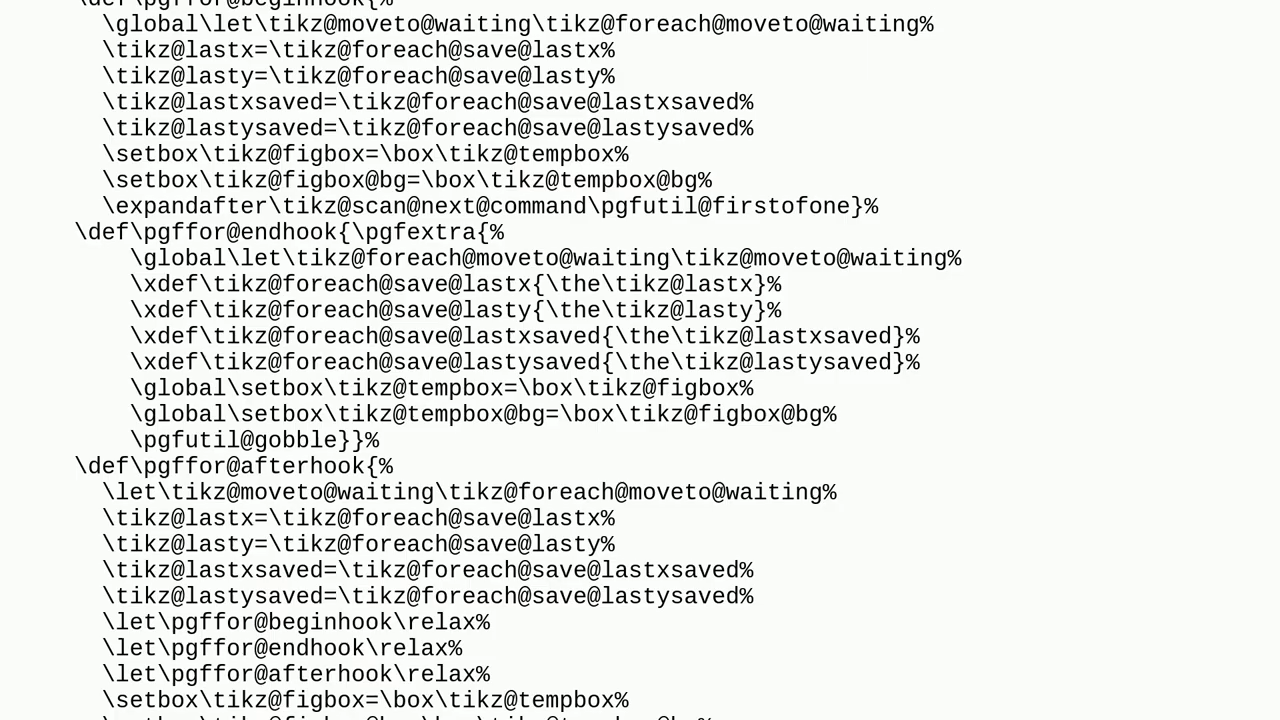 \def\pgffor@beginhook{%
\global\let\tikz@moveto@waiting\tikz@foreach@moveto@waiting%
\tikz@lastx=\tikz@foreach@save@lastx%
\tikz@lasty=\tikz@foreach@save@lasty%
\tikz@lastxsaved=\tikz@foreach@save@lastxsaved%
\tikz@lastysaved=\tikz@foreach@save@lastysaved%
\setbox\tikz@figbox=\box\tikz@tempbox%
\setbox\tikz@figbox@bg=\box\tikz@tempbox@bg%
\expandafter\tikz@scan@next@command\pgfutil@firstofone}%
\def\pgffor@endhook{\pgfextra{%
\global\let\tikz@foreach@moveto@waiting\tikz@moveto@waiting%
\xdef\tikz@foreach@save@lastx{\the\tikz@lastx}%
\xdef\tikz@foreach@save@lasty{\the\tikz@lasty}%
\xdef\tikz@foreach@save@lastxsaved{\the\tikz@lastxsaved}%
\xdef\tikz@foreach@save@lastysaved{\the\tikz@lastysaved}%
\global\setbox\tikz@tempbox=\box\tikz@figbox%
\global\setbox\tikz@tempbox@bg=\box\tikz@figbox@bg%
\pgfutil@gobble}}%
\def\pgffor@afterhook{%
\let\tikz@moveto@waiting\tikz@foreach@moveto@waiting%
\tikz@lastx=\tikz@foreach@save@lastx%
\tikz@lasty=\tikz@foreach@save@lasty%
\tikz@lastxsaved=\tikz@foreach@save@lastxsaved%
\tikz@lastysaved=\tikz@foreach@save@lastysaved%
\let\pgffor@beginhook\relax%
\let\pgffor@endhook\relax%
\let\pgffor@afterhook\relax%
\setbox\tikz@figbox=\box\tikz@tempbox%